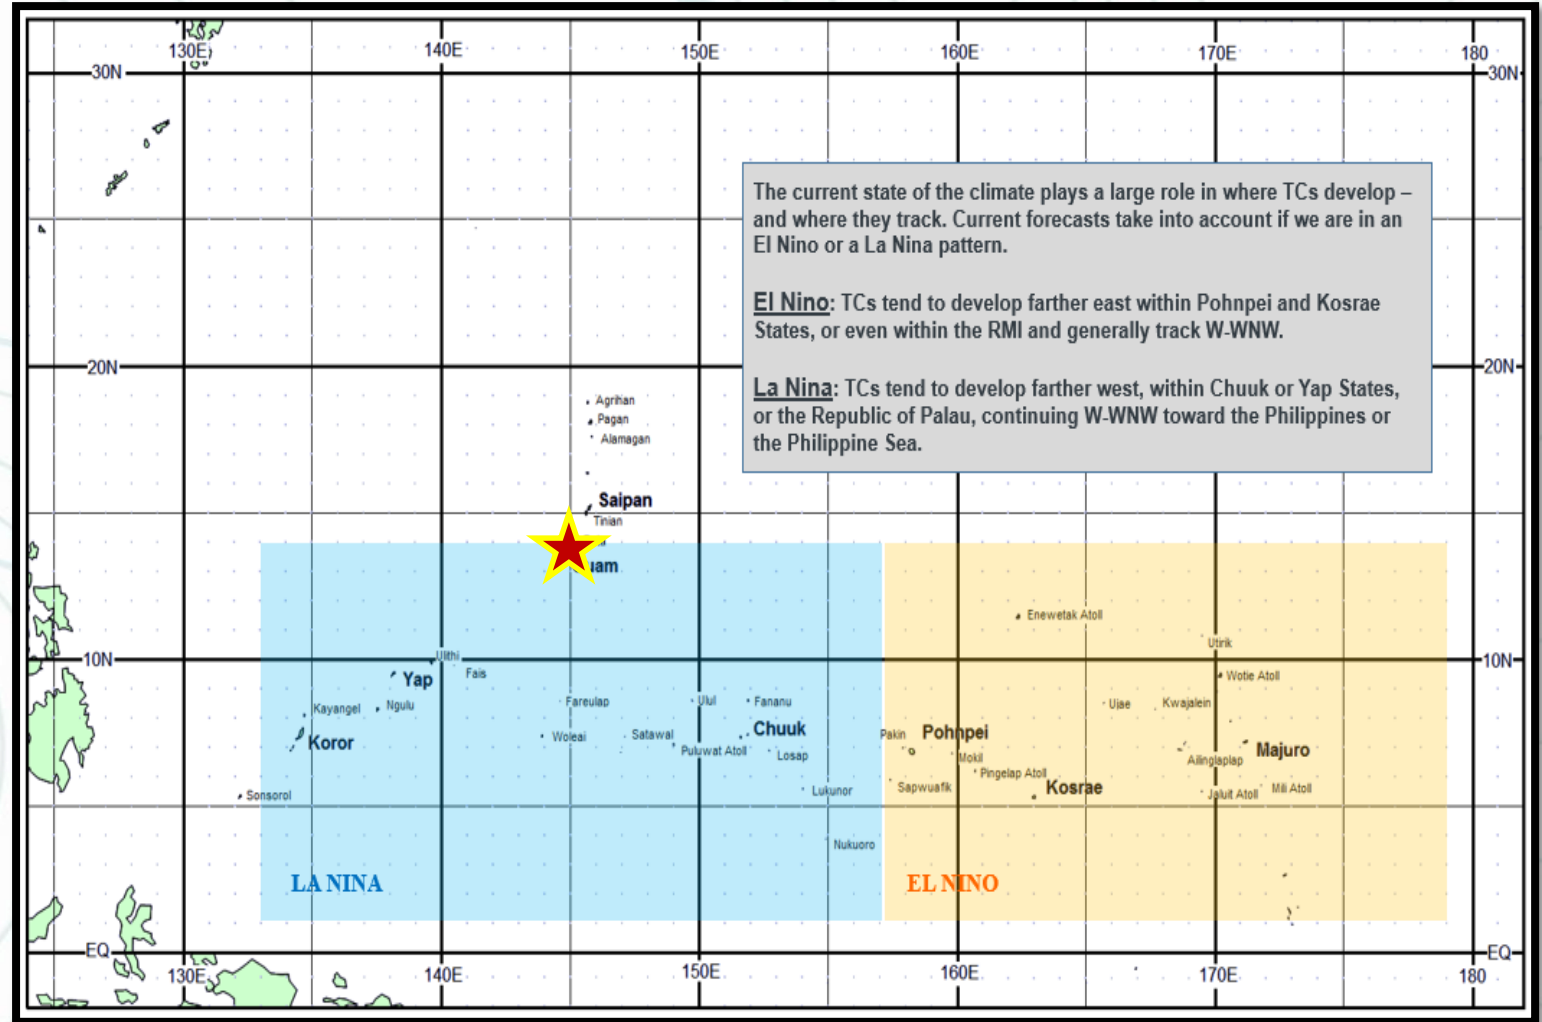 130E
140E
150E
160E
170E
180
30N
30N
The current state of the climate plays a large role in where TCs develop –
and where they track. Current forecasts take into account if we are in an
El Nino or a La Nina pattern.
El Nino: TCs tend to develop farther east within Pohnpei and Kosrae
States, or even within the RMI and generally track W-WNW.
La Nina: TCs tend to develop farther west, within Chuuk or Yap States,
or the Republic of Palau, continuing W-WNW toward the Philippines or
the Philippine Sea.
20N
20N
Agrihan
Pagan
Alamagan
Saipan
Tinian
uam
Enewetak Atoll
Utirik
10N
10N
Ulithi
Fais
Yap
Wotie Atoll
Kayangel
Ngulu
Fareulap
Ulul
Fananu
Ujae
Kwajalein
Koror
Woleai
Satawal
Chuuk
Puluwat Atoll
Losap
Pakin
Pohnpei
Mokil
Majuro
Ailinglaplap
Pingelap Atoll
Sonsorol
Lukunor
Sapwuafik
Kosrae
Jaluit Atoll
Mili Atoll
Nukuoro
LA NINA
EL NINO
EQ
EQ
130E
140E
150E
160E
170E
180